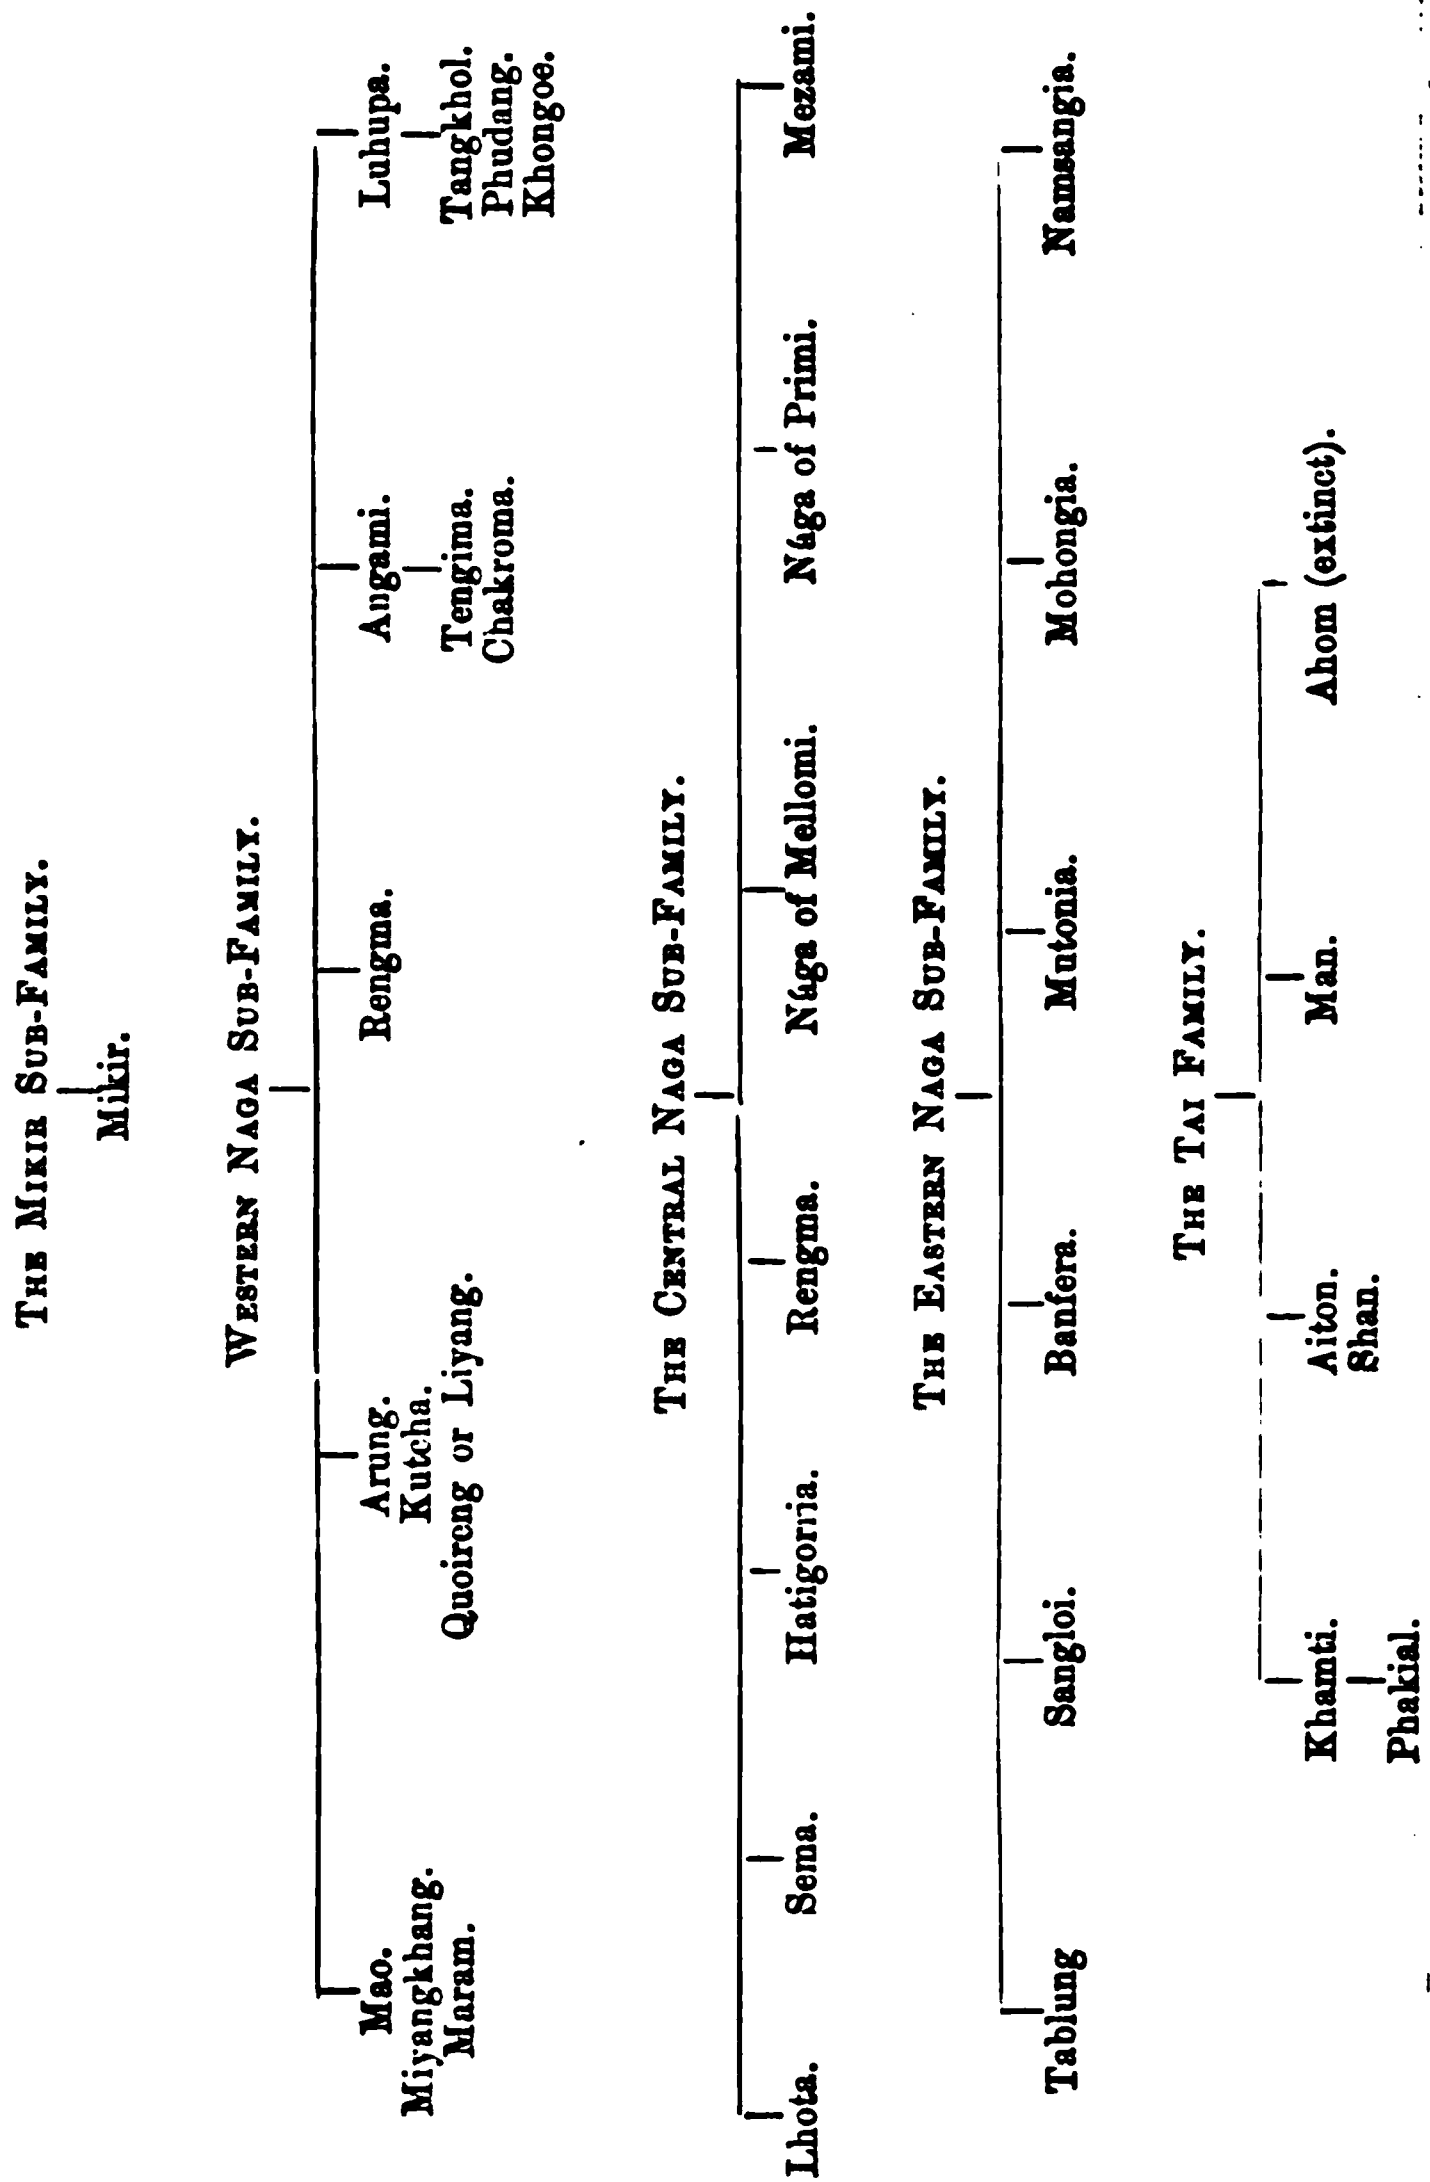 THE MIKIR SUB-FAMILY.
Mikir.
WESTERN NAGA SUB-FAMILY.
Mao.
Miyangkhang.
Maram.
Arung.
Kutcha.
Quoireng or Liyang.
Rengma.
Augami.
Tengima.
Chakroma.
Luhupa.
Tangkhol.
Phudang.
Khongoe.
THE CENTRAL NAGA SUB-FAMILY.
Lhota. Sema. Hatigorria. Rengma. Nága of Mellomi. Nága of Primi. Mezami.
THE EASTERN NAGA SUB-FAMILY.
Tablung Sangloi. Banfera. Mutonia. Mohongia. Namsangia.
THE TAI FAMILY.
Khamti.
Phakial.
Aiton.
Shan.
Man.
Ahom (extinct).